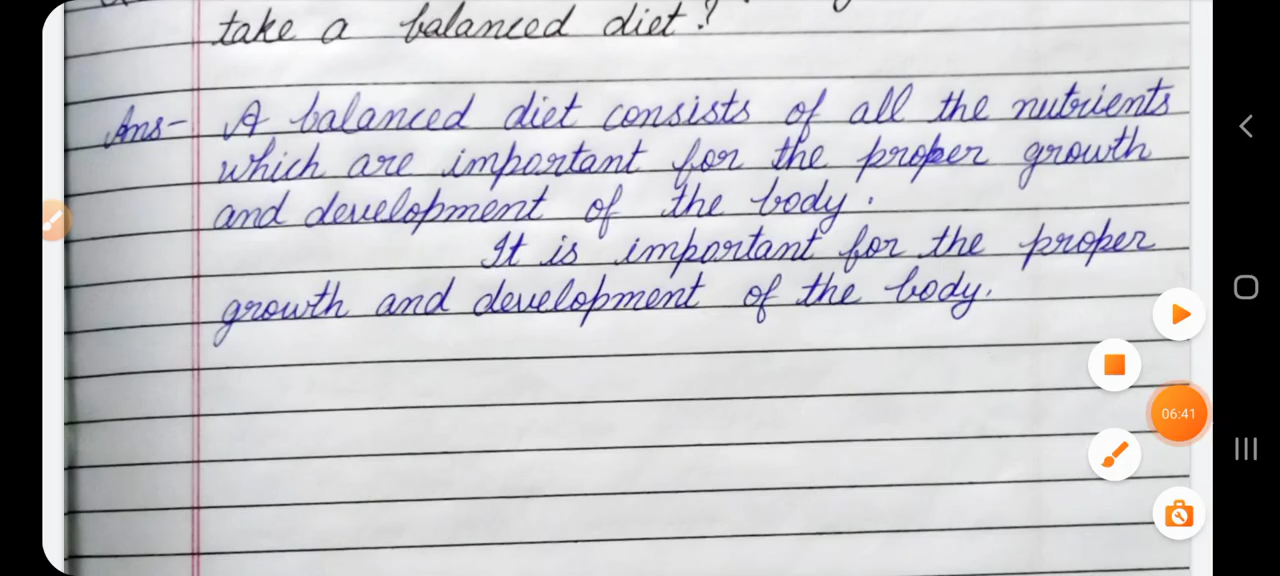 take a balanced diet?
Ans- A balanced diet consists of all the nutrients
which are important for the proper growth
and development of the body.
It is important for the proper
growth and development of the body.
06:41